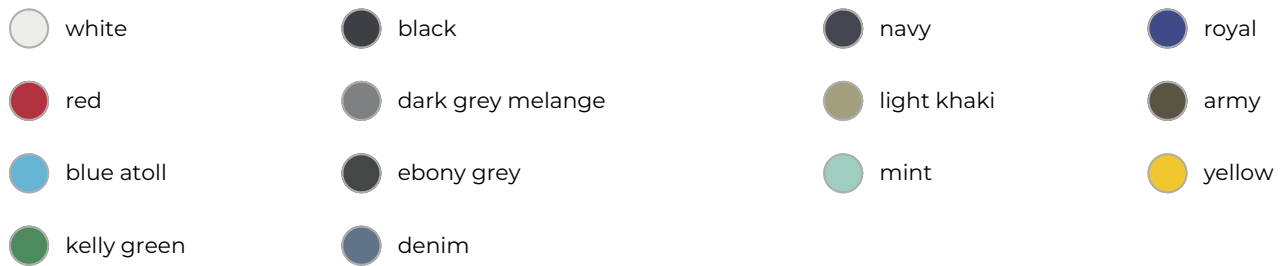 white
black
navy
royal
red
dark grey melange
light khaki
army
blue atoll
ebony grey
mint
yellow
kelly green
denim